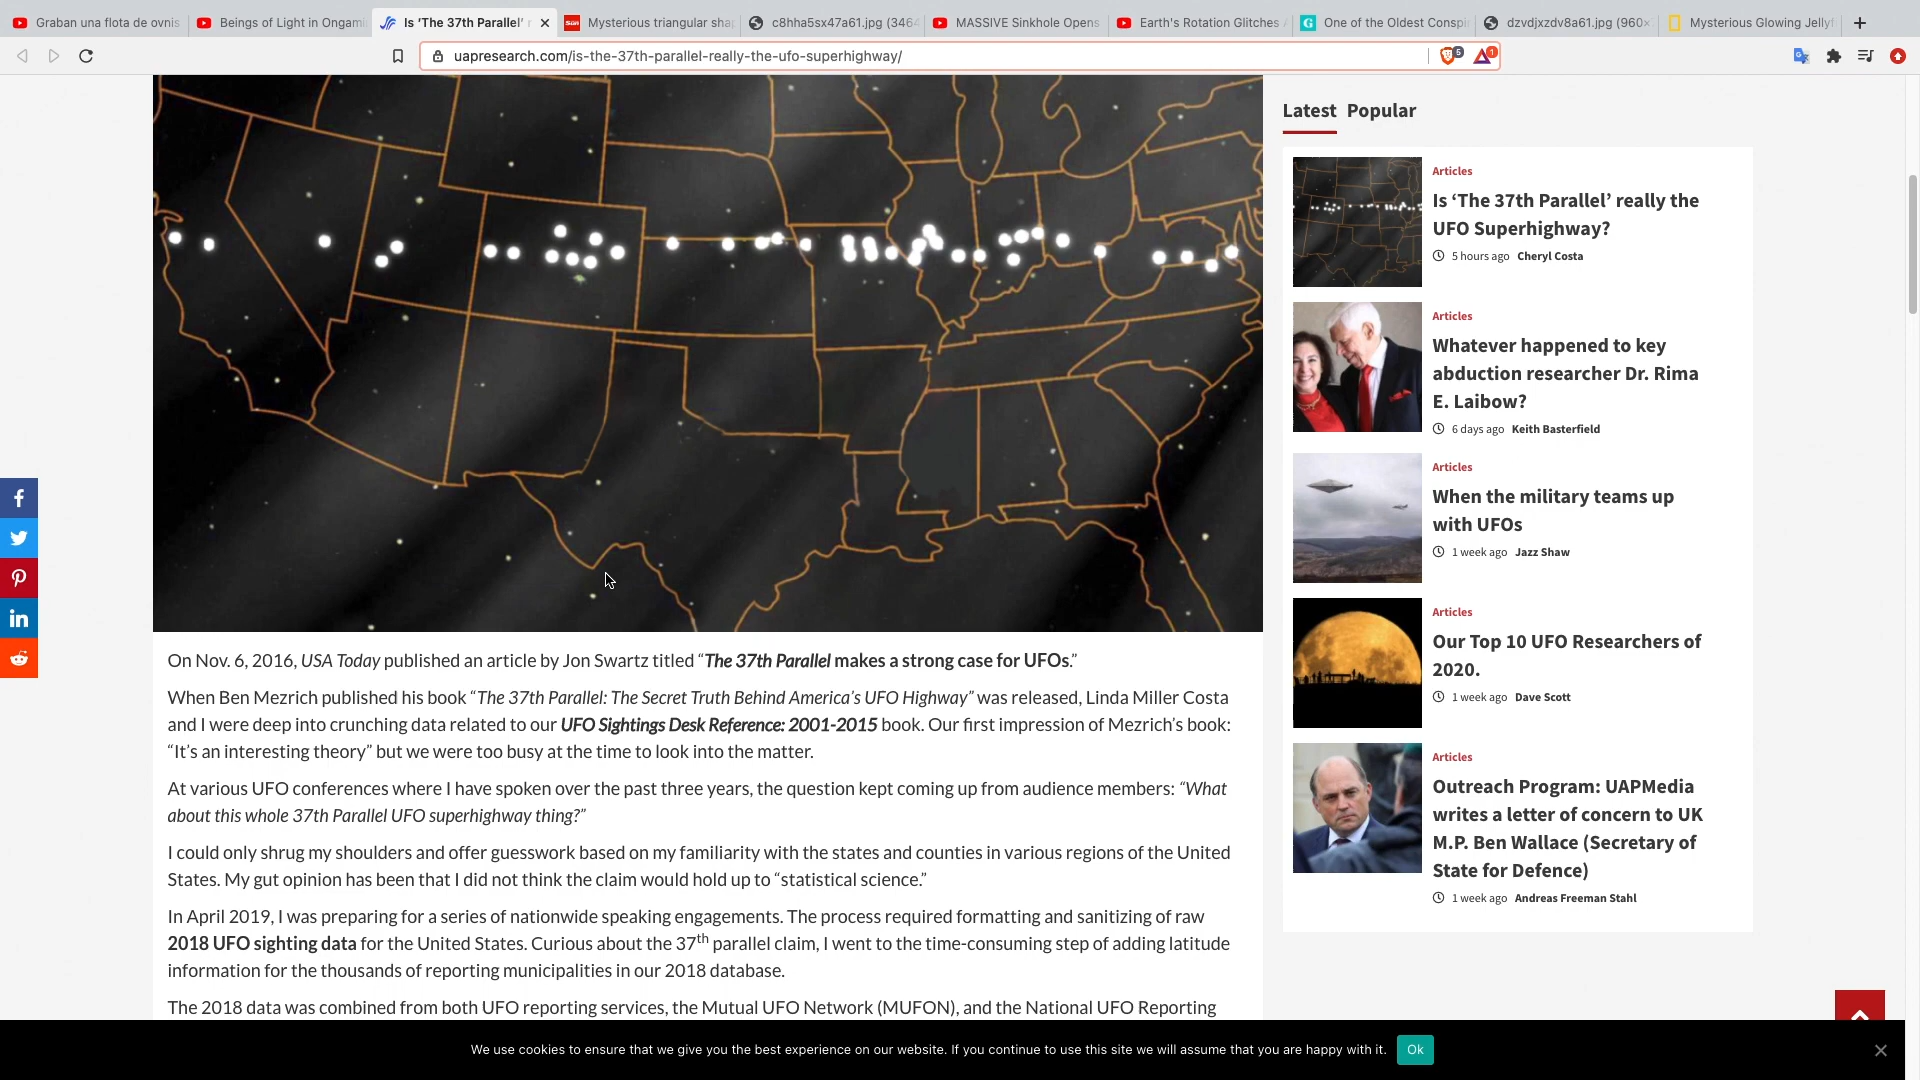 Graban una flota de ovnis
Beings of Light in Ongami
Is 'The 37th Parallel' r
Mysterious triangular shap
c8hha5sx47a61.jpg (3464
MASSIVE Sinkhole Opens
Earth's Rotation Glitches A
One of the Oldest Conspi
dzvdjxzdv8a61.jpg (960×
Mysterious Glowing Jellyf
uapresearch.com/is-the-37th-parallel-really-the-ufo-superhighway/
5
1
Latest Popular
Articles
Is ‘The 37th Parallel’ really the
UFO Superhighway?
5 hours ago Cheryl Costa
Articles
Whatever happened to key
abduction researcher Dr. Rima
E. Laibow?
6 days ago Keith Basterfield
Articles
When the military teams up
with UFOs
1 week ago Jazz Shaw
Articles
Our Top 10 UFO Researchers of
2020.
1 week ago Dave Scott
Articles
Outreach Program: UAPMedia
writes a letter of concern to UK
M.P. Ben Wallace (Secretary of
State for Defence)
1 week ago Andreas Freeman Stahl
On Nov. 6, 2016, USA Today published an article by Jon Swartz titled “The 37th Parallel makes a strong case for UFOs.”
When Ben Mezrich published his book “The 37th Parallel: The Secret Truth Behind America’s UFO Highway” was released, Linda Miller Costa
and I were deep into crunching data related to our UFO Sightings Desk Reference: 2001-2015 book. Our first impression of Mezrich’s book:
“It’s an interesting theory” but we were too busy at the time to look into the matter.
At various UFO conferences where I have spoken over the past three years, the question kept coming up from audience members: “What
about this whole 37th Parallel UFO superhighway thing?”
I could only shrug my shoulders and offer guesswork based on my familiarity with the states and counties in various regions of the United
States. My gut opinion has been that I did not think the claim would hold up to “statistical science.”
In April 2019, I was preparing for a series of nationwide speaking engagements. The process required formatting and sanitizing of raw
2018 UFO sighting data for the United States. Curious about the 37th parallel claim, I went to the time-consuming step of adding latitude
information for the thousands of reporting municipalities in our 2018 database.
The 2018 data was combined from both UFO reporting services, the Mutual UFO Network (MUFON), and the National UFO Reporting
We use cookies to ensure that we give you the best experience on our website. If you continue to use this site we will assume that you are happy with it. Ok